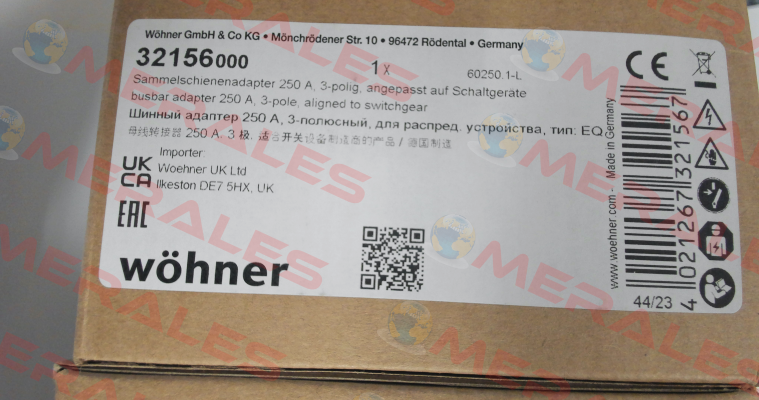 Wöhner GmbH & Co KG • Mönchrödener Str. 10 • 96472 Rödental • Germany
32156000
1 x
60250.1-L
Sammelschienenadapter 250 A, 3-polig, angepasst auf Schaltgeräte
busbar adapter 250 A, 3-pole, aligned to switchgear
Шинный адаптер 250 А, 3-полюсный, для распред. устройства, тип: EQ
母线转接器 250 A, 3 极, 适合开关设备制造商的产品 / 德国制造
UK
CA
Importer:
Woehner UK Ltd
Ilkeston DE7 5HX, UK
EAC
wöhner
CE
www.woehner.com - Made in Germany
4 021267 321567
44/23
OMERALES